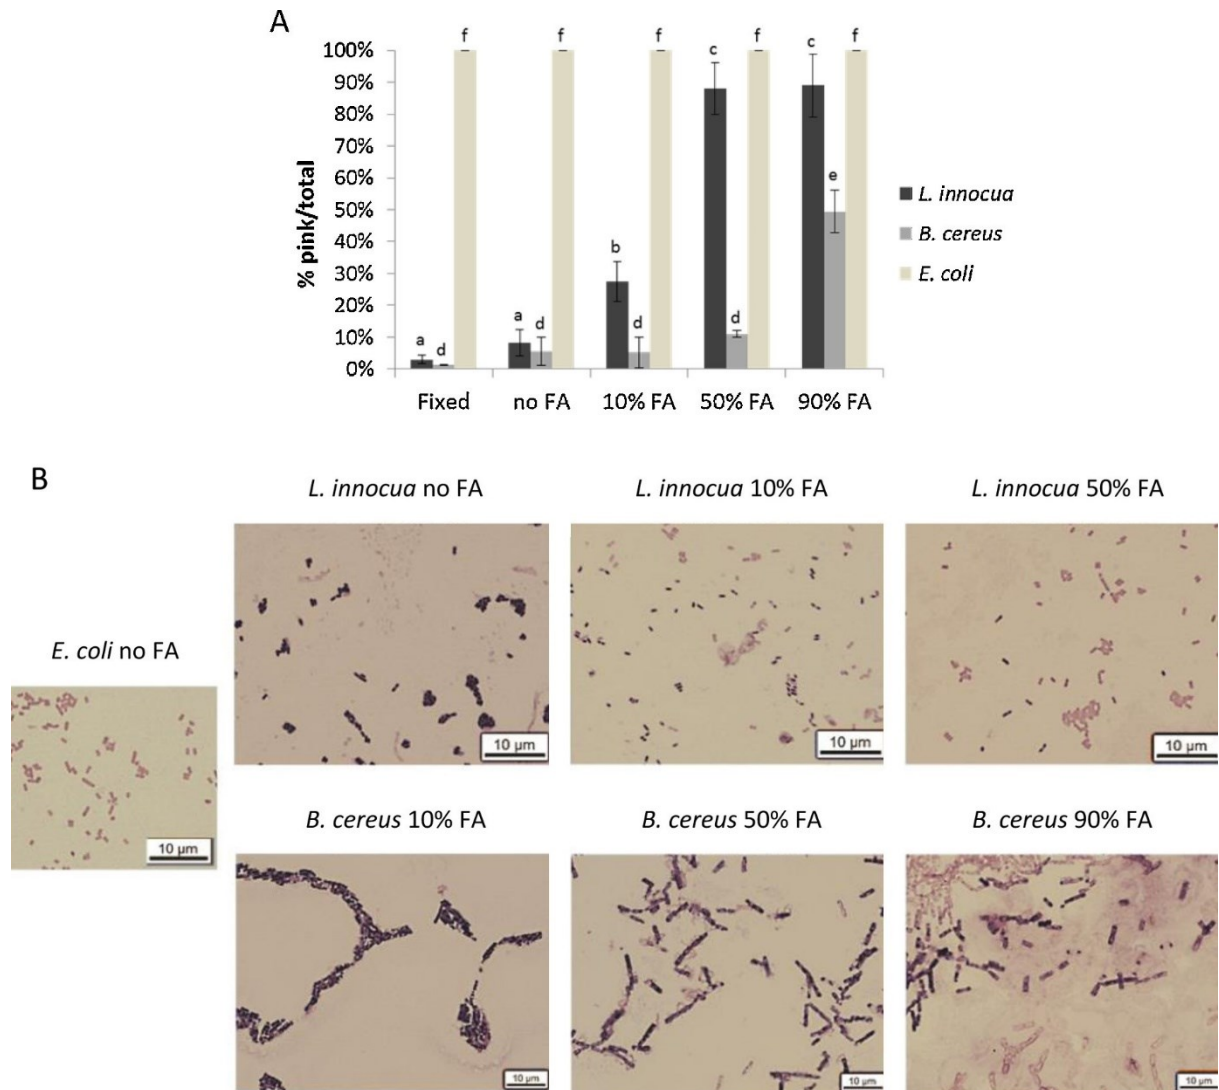 A
f f f c f c f
100%
90%
80%
70%
60%
50%
40%
30%
20%
10%
0%
% pink/total
a d a d b d d e
Fixed no FA 10% FA 50% FA 90% FA
L. innocua
B. cereus
E. coli
B
L. innocua no FA L. innocua 10% FA L. innocua 50% FA
10 µm 10 µm 10 µm
E. coli no FA
10 µm
B. cereus 10% FA B. cereus 50% FA B. cereus 90% FA
10 µm 10 µm 10 µm